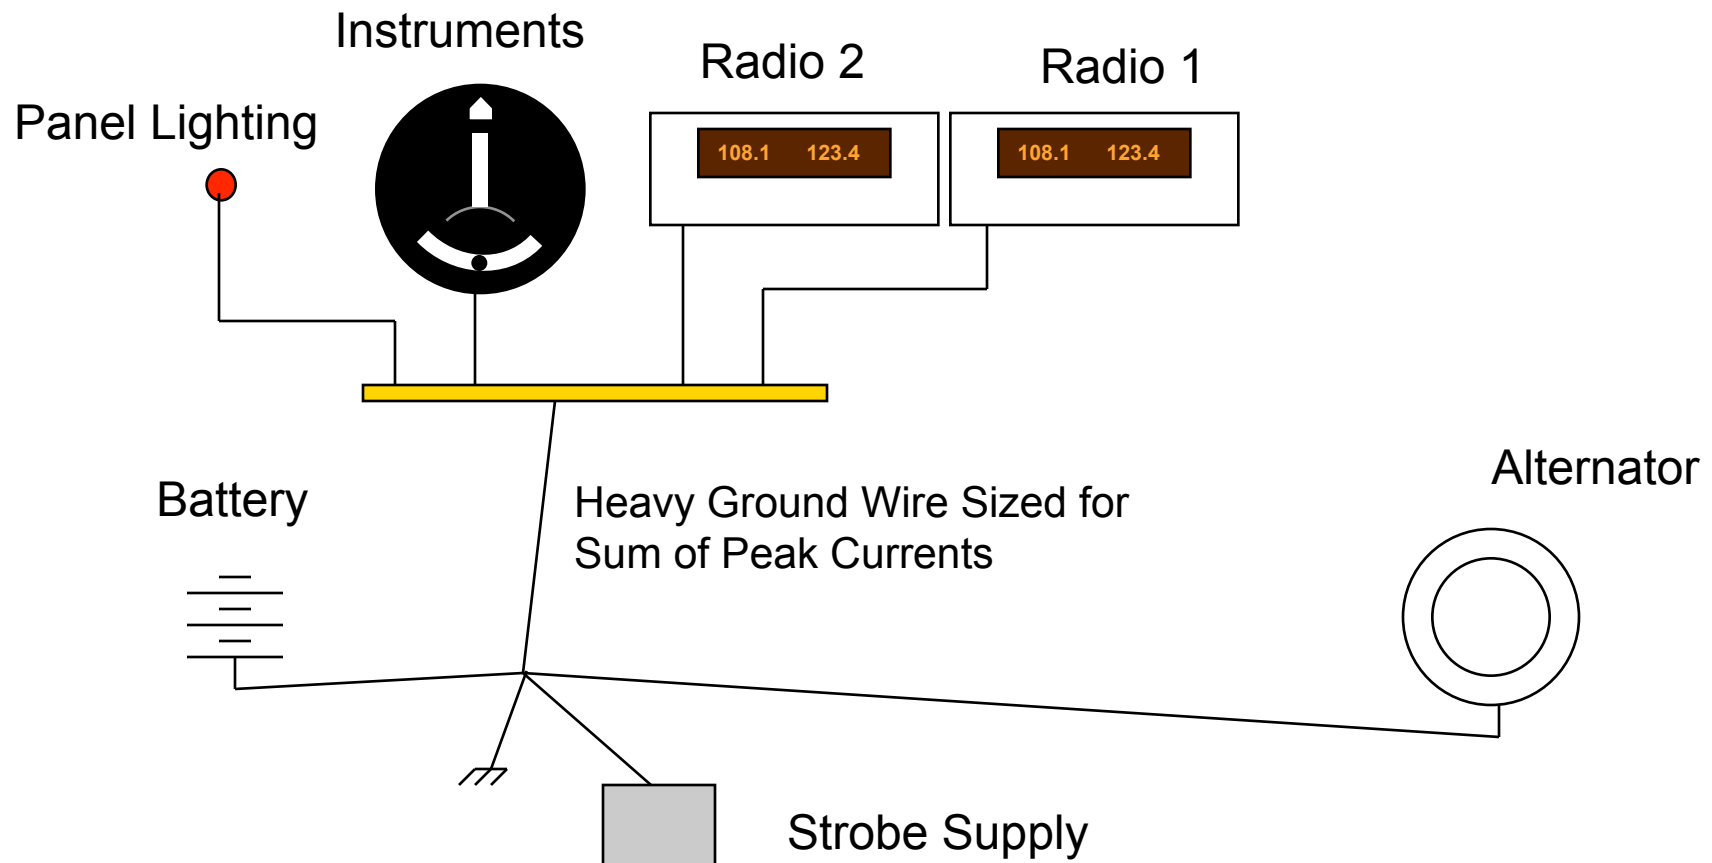 Instruments
Radio 2
Radio 1
Panel Lighting
108.1 123.4
108.1 123.4
Alternator
Battery
Heavy Ground Wire Sized for
Sum of Peak Currents
Strobe Supply